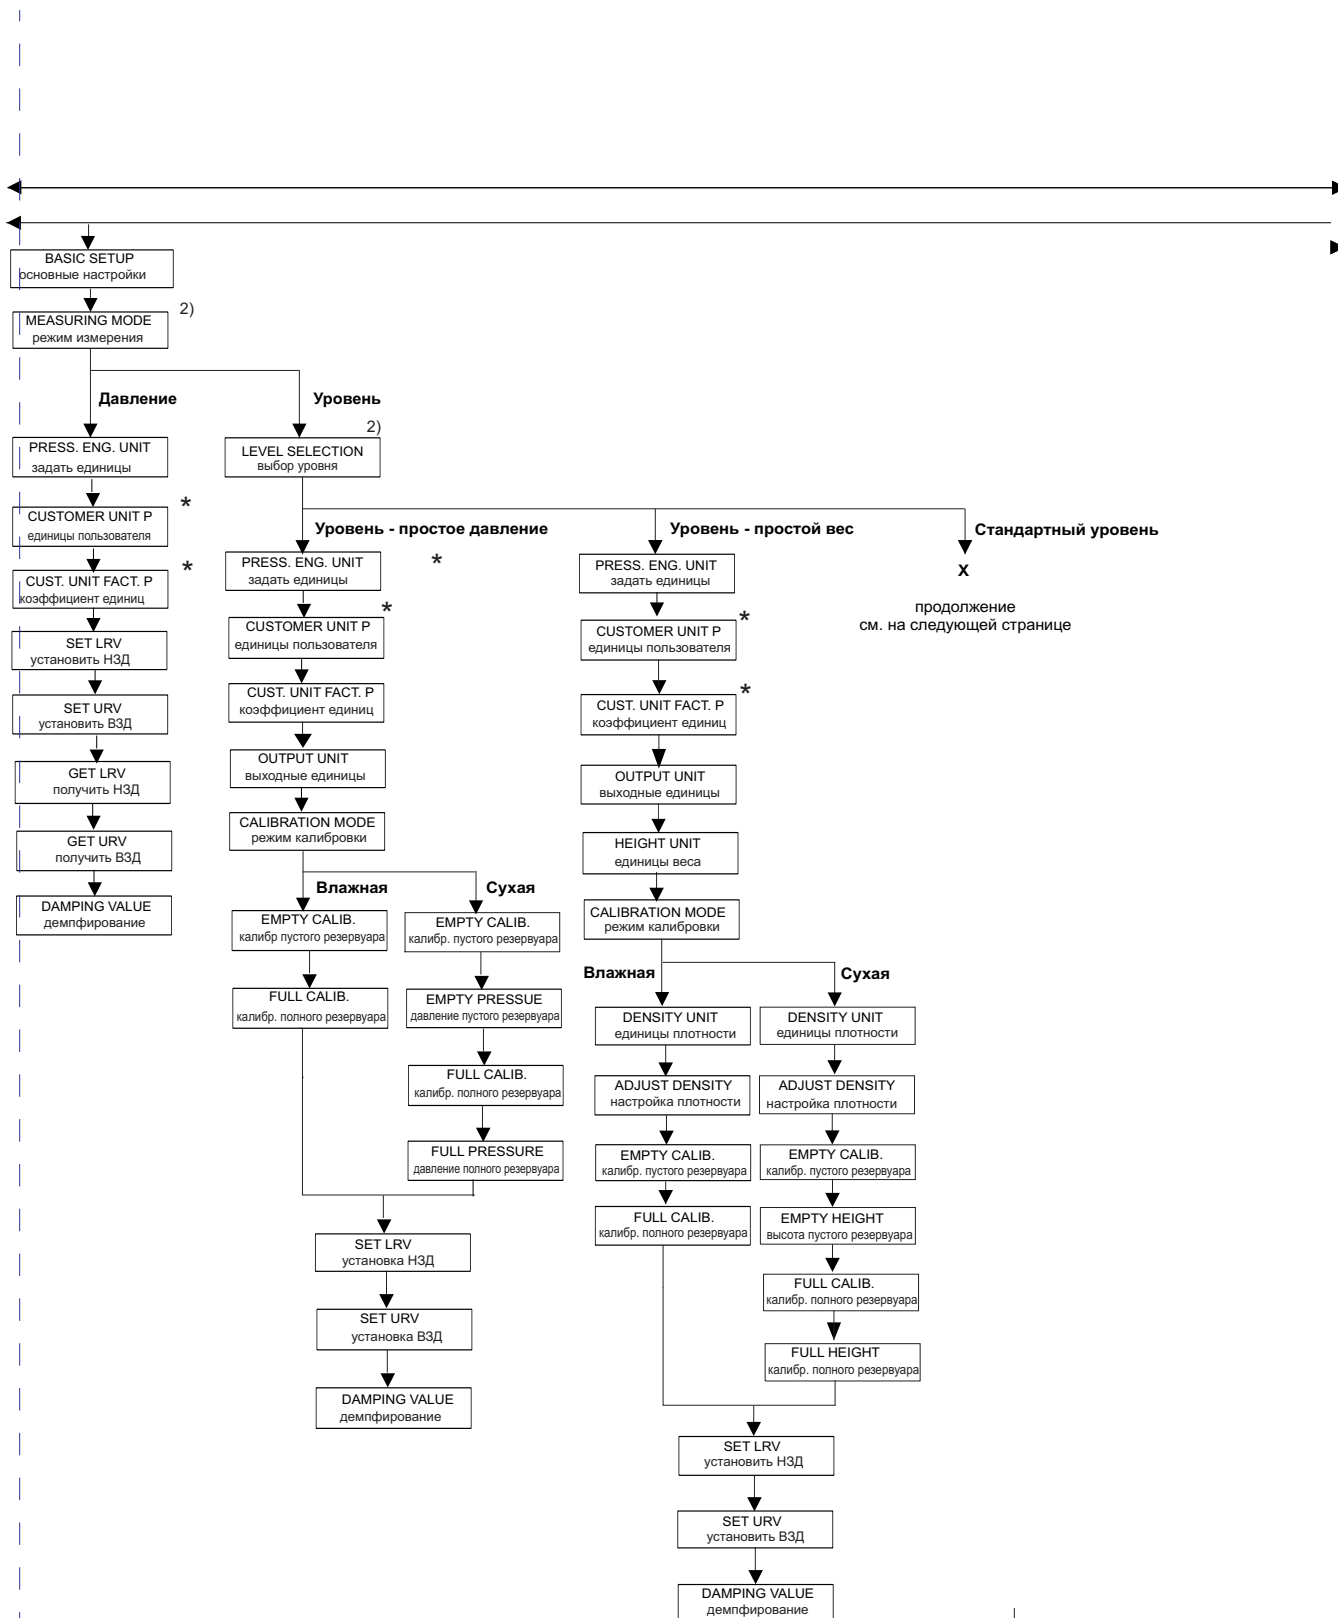 BASIC SETUP
основные настройки
2)
MEASURING MODE
режим измерения
Давление
Уровень
PRESS. ENG. UNIT
задать единицы
*
CUSTOMER UNIT P
единицы пользователя
*
CUST. UNIT FACT. P
коэффициент единиц
SET LRV
установить НЗД
SET URV
установить ВЗД
GET LRV
получить НЗД
GET URV
получить ВЗД
DAMPING VALUE
демпфирование
2)
LEVEL SELECTION
выбор уровня
Уровень - простое давление
Уровень - простой вес
Стандартный уровень
PRESS. ENG. UNIT
задать единицы
*
*
CUSTOMER UNIT P
единицы пользователя
CUST. UNIT FACT. P
коэффициент единиц
OUTPUT UNIT
выходные единицы
CALIBRATION MODE
режим калибровки
Влажная
Сухая
EMPTY CALIB.
калибр пустого резервуара
FULL CALIB.
калибр. полного резервуара
EMPTY CALIB.
калибр. пустого резервуара
EMPTY PRESSUE
давление пустого резервуара
FULL CALIB.
калибр. полного резервуара
FULL PRESSURE
давление полного резервуара
SET LRV
установка НЗД
SET URV
установка ВЗД
DAMPING VALUE
демпфирование
PRESS. ENG. UNIT
задать единицы
*
CUSTOMER UNIT P
единицы пользователя
*
CUST. UNIT FACT. P
коэффициент единиц
OUTPUT UNIT
выходные единицы
HEIGHT UNIT
единицы веса
CALIBRATION MODE
режим калибровки
Влажная
Сухая
DENSITY UNIT
единицы плотности
ADJUST DENSITY
настройка плотности
EMPTY CALIB.
калибр. пустого резервуара
FULL CALIB.
калибр. полного резервуара
DENSITY UNIT
единицы плотности
ADJUST DENSITY
настройка плотности
EMPTY CALIB.
калибр. пустого резервуара
EMPTY HEIGHT
высота пустого резервуара
FULL CALIB.
калибр. полного резервуара
FULL HEIGHT
калибр. полного резервуара
SET LRV
установить НЗД
SET URV
установить ВЗД
DAMPING VALUE
демпфирование
X
продолжение
см. на следующей странице